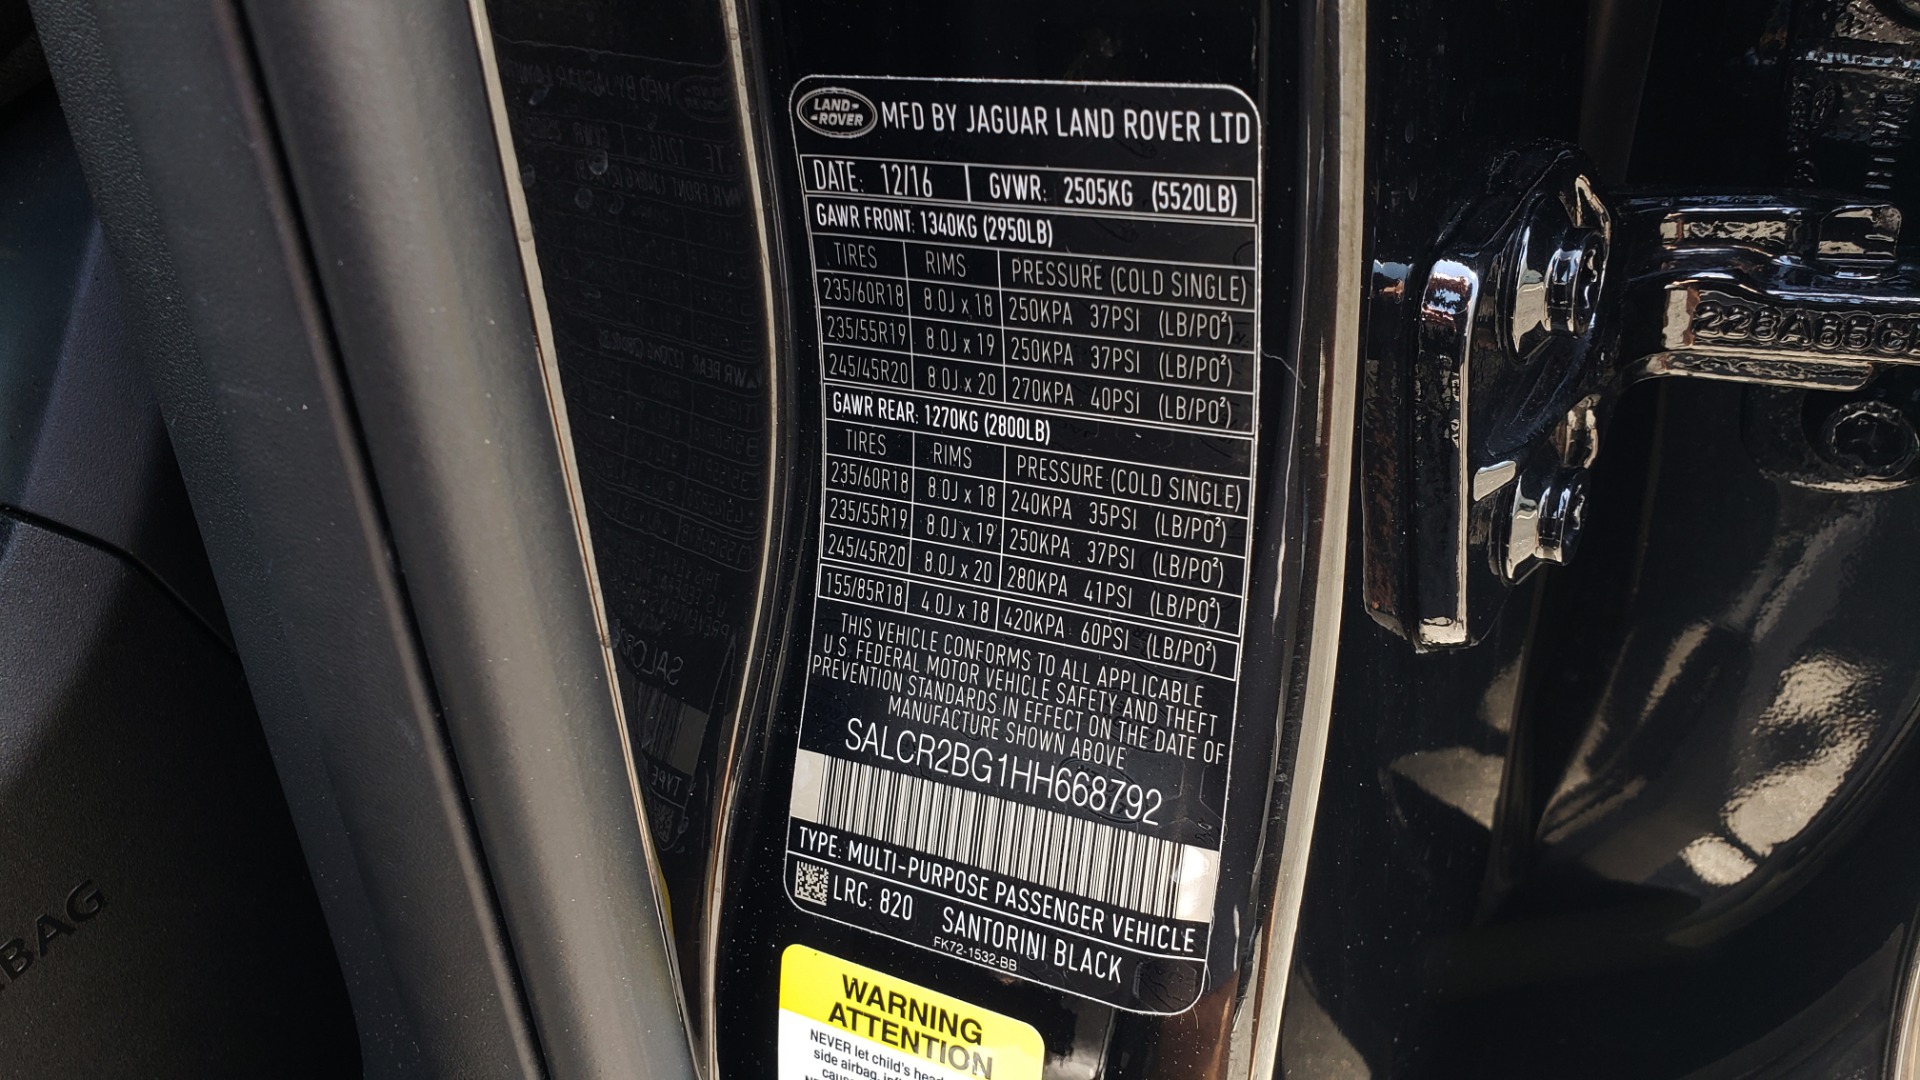 LAND-
-ROVER
MFD BY JAGUAR LAND ROVER LTD
DATE: 12/16 GVWR: 2505KG (5520LB)
GAWR FRONT: 1340KG (2950LB)
TIRES RIMS PRESSURE (COLD SINGLE)
235/60R18 8.0J x 18 250KPA 37PSI (LB/PO²)
235/55R19 8.0J x 19 250KPA 37PSI (LB/PO²)
245/45R20 8.0J x 20 270KPA 40PSI (LB/PO²)
GAWR REAR: 1270KG (2800LB)
TIRES RIMS PRESSURE (COLD SINGLE)
235/60R18 8.0J x 18 240KPA 35PSI (LB/PO²)
235/55R19 8.0J x 19 250KPA 37PSI (LB/PO²)
245/45R20 8.0J x 20 280KPA 41PSI (LB/PO²)
155/85R18 4.0J x 18 420KPA 60PSI (LB/PO²)
THIS VEHICLE CONFORMS TO ALL APPLICABLE
U.S. FEDERAL MOTOR VEHICLE SAFETY AND THEFT
PREVENTION STANDARDS IN EFFECT ON THE DATE OF
MANUFACTURE SHOWN ABOVE
SALCR2BG1HH668792
TYPE: MULTI-PURPOSE PASSENGER VEHICLE
LRC: 820 SANTORINI BLACK
FK72-1532-BB
WARNING
ATTENTION
NEVER let child's head
side airbag,
BAG